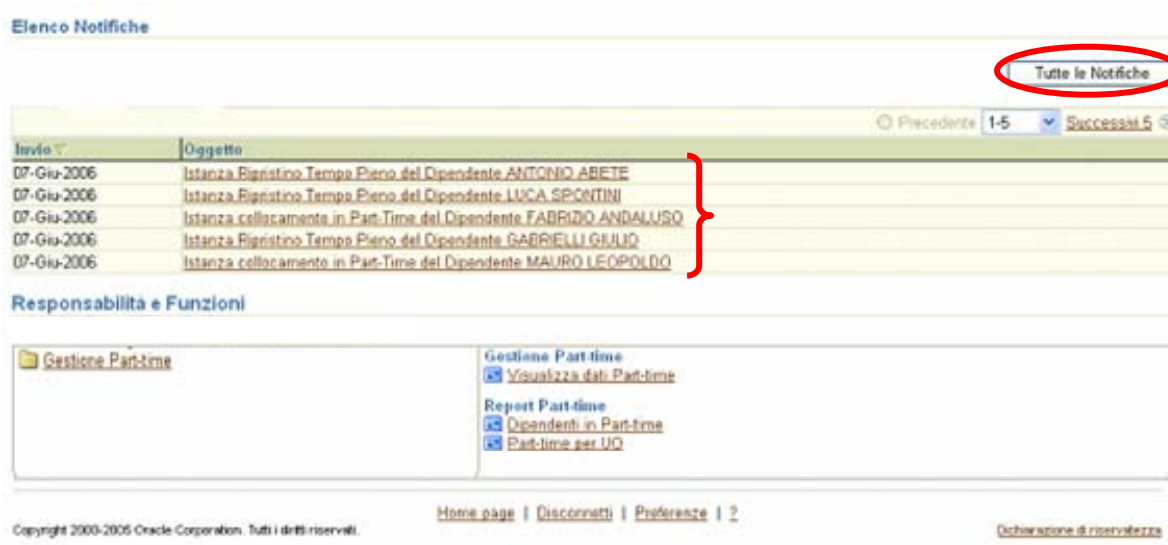 Elenco Notifiche
Tutte le Notifiche
Precedente 1-5 Successivi 5
Invio Oggetto
07-Giu-2006 Istanza Ripristino Tempo Pieno del Dipendente ANTONIO ABETE
07-Giu-2006 Istanza Ripristino Tempo Pieno del Dipendente LUCA SPONTINI
07-Giu-2006 Istanza collocamento in Part-Time del Dipendente FABRIZIO ANDALUSO
07-Giu-2006 Istanza Ripristino Tempo Pieno del Dipendente GABRIELLI GIULIO
07-Giu-2006 Istanza collocamento in Part-Time del Dipendente MAURO LEOPOLDO
Responsabilità e Funzioni
Gestione Part-time
Gestione Part-time
Visualizza dati Part-time
Report Part-time
Dipendenti in Part-time
Part-time per UO
Home page | Disconnetti | Preferenze | ?
Copyright 2000-2005 Oracle Corporation. Tutti i diritti riservati.
Dichiarazione di riservatezza